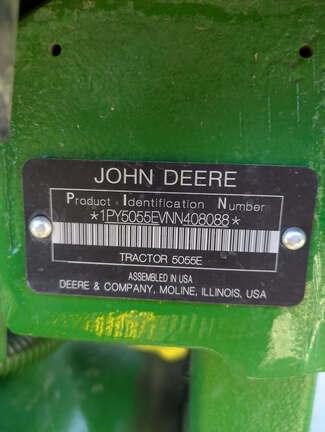 JOHN DEERE
Product Identification Number
*1PY5055EVNN408088*
TRACTOR 5055E
ASSEMBLED IN USA
DEERE & COMPANY, MOLINE, ILLINOIS, USA